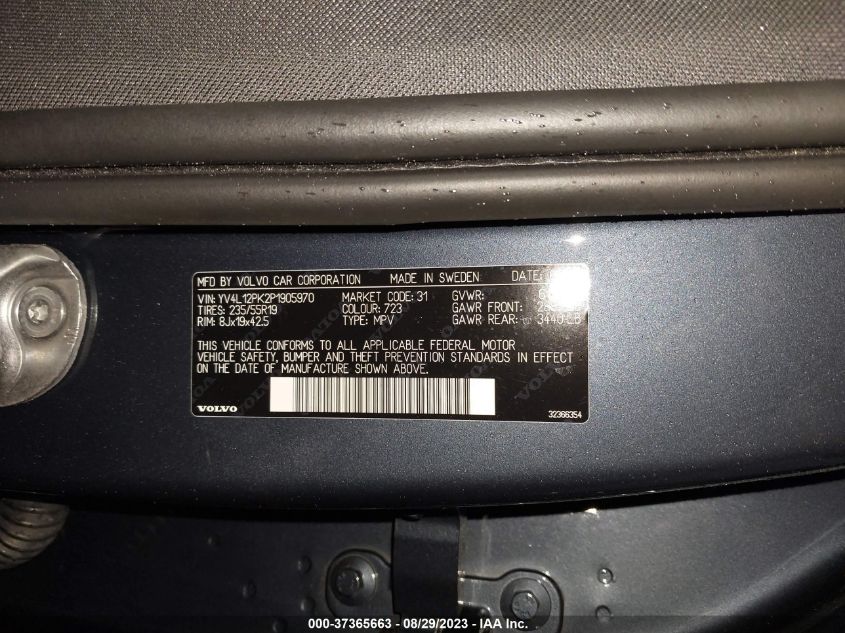 MFD BY VOLVO CAR CORPORATION MADE IN SWEDEN DATE:
VIN: YV4L12PK2P1905970 MARKET CODE: 31 GVWR:
TIRES: 235/55R19 COLOUR: 723 GAWR FRONT:
RIM: 8Jx19x42.5 TYPE: MPV GAWR REAR:
THIS VEHICLE CONFORMS TO ALL APPLICABLE FEDERAL MOTOR
VEHICLE SAFETY, BUMPER AND THEFT PREVENTION STANDARDS IN EFFECT
ON THE DATE OF MANUFACTURE SHOWN ABOVE.
VOLVO 32366354
000-37365663 - 08/29/2023 - IAA Inc.